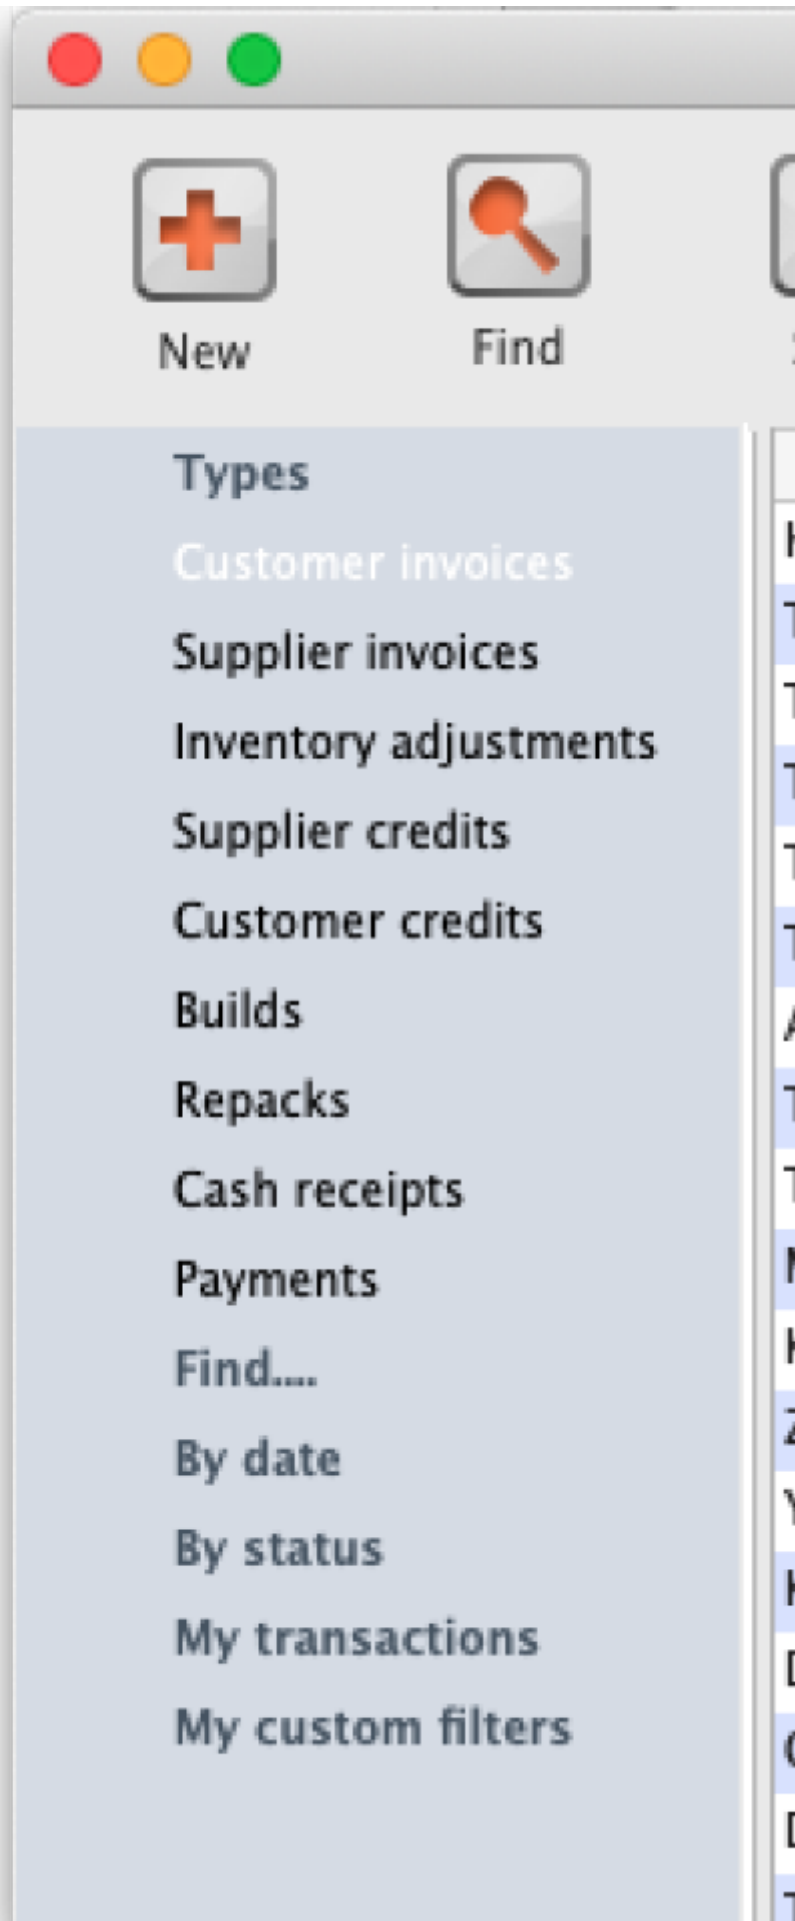 New
Find
Types
Customer invoices
Supplier invoices
Inventory adjustments
Supplier credits
Customer credits
Builds
Repacks
Cash receipts
Payments
Find....
By date
By status
My transactions
My custom filters